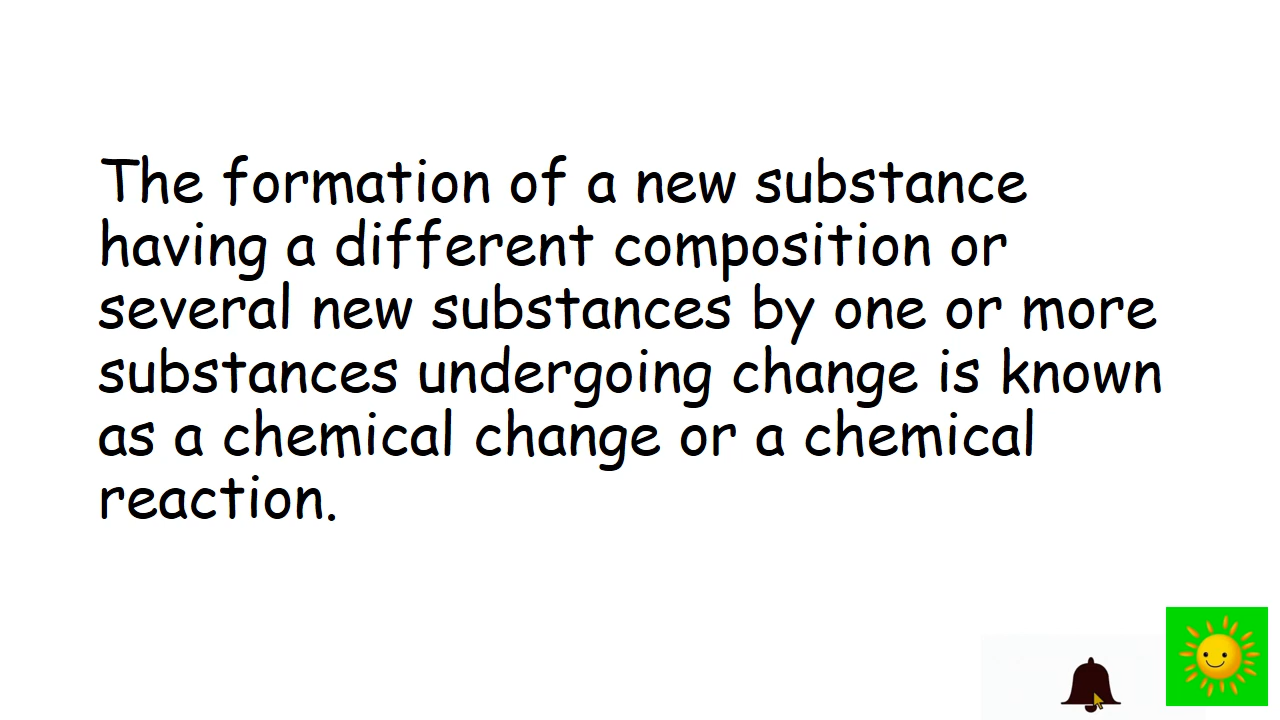 The formation of a new substance
having a different composition or
several new substances by one or more
substances undergoing change is known
as a chemical change or a chemical
reaction.